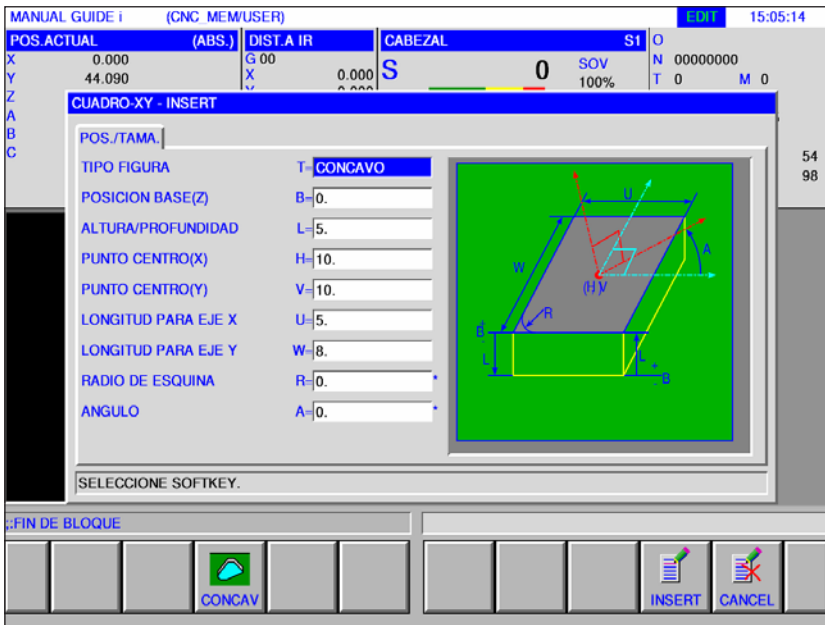 MANUAL GUIDE i (CNC_MEM/USER) EDIT 15:05:14
POS.ACTUAL (ABS.) DIST.A IR CABEZAL S1 O
X 0.000 G 00 S 0 SOV 100% N 00000000
Y 44.090 X 0.000 T 0 M 0
Z
A
B
C
54
98
CUADRO-XY - INSERT
POS./TAMA.
TIPO FIGURA T=CONCAVO
POSICION BASE(Z) B=0.
ALTURA/PROFUNDIDAD L=5.
PUNTO CENTRO(X) H=10.
PUNTO CENTRO(Y) V=10.
LONGITUD PARA EJE X U=5.
LONGITUD PARA EJE Y W=8.
RADIO DE ESQUINA R=0. *
ANGULO A=0. *
U
W
A
(H,V)
R
B + -
L
L
+ - B
SELECCIONE SOFTKEY.
;:FIN DE BLOQUE
CONCAV INSERT CANCEL